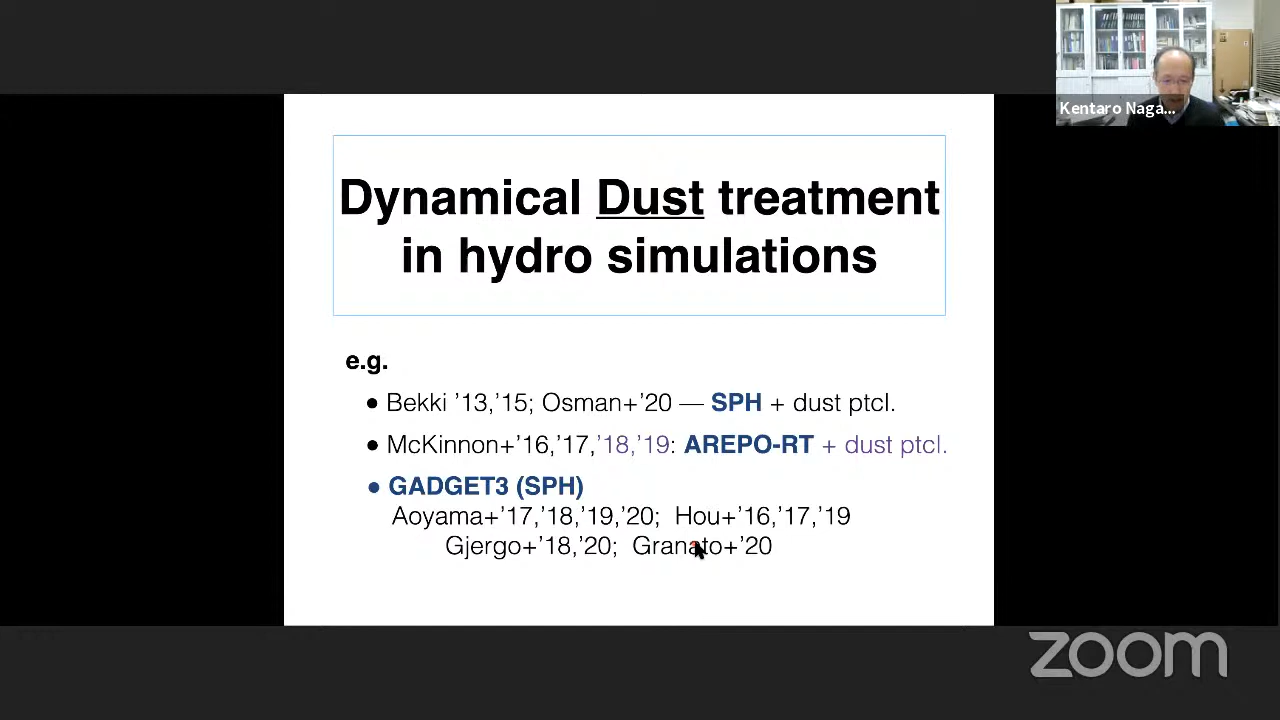 Kentaro Naga...
Dynamical Dust treatment
in hydro simulations
e.g.
● Bekki ’13,’15; Osman+’20 — SPH + dust ptcl.
● McKinnon+’16,’17,’18,’19: AREPO-RT + dust ptcl.
● GADGET3 (SPH)
Aoyama+’17,’18,’19,’20; Hou+’16,’17,’19
Gjergo+’18,’20; Granato+’20
zoom